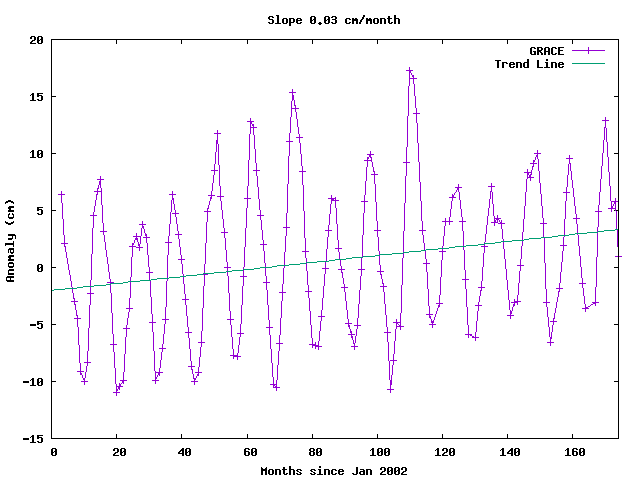 Slope 0.03 cm/month
GRACE
Trend Line
20
15
10
5
0
-5
-10
-15
Anomaly (cm)
0 20 40 60 80 100 120 140 160
Months since Jan 2002